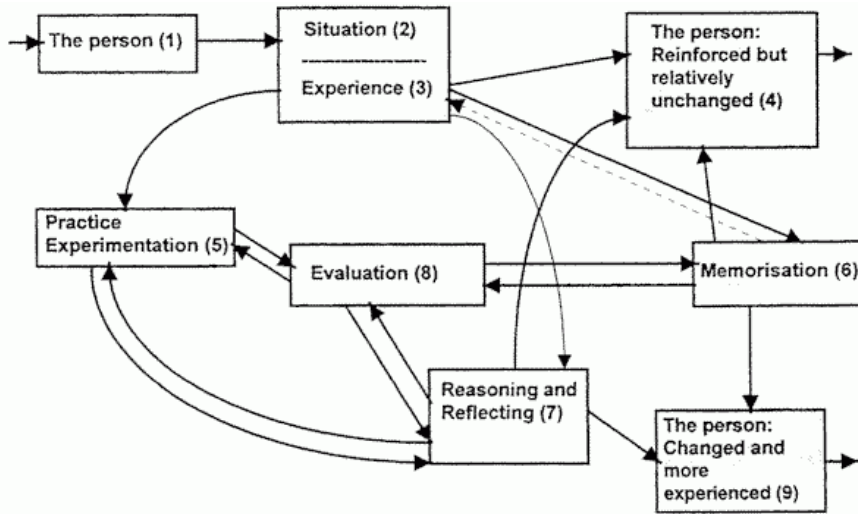 The person (1)
Situation (2)
Experience (3)
The person:
Reinforced but
relatively
unchanged (4)
Practice
Experimentation (5)
Evaluation (8)
Memorisation (6)
Reasoning and
Reflecting (7)
The person:
Changed and
more
experienced (9)